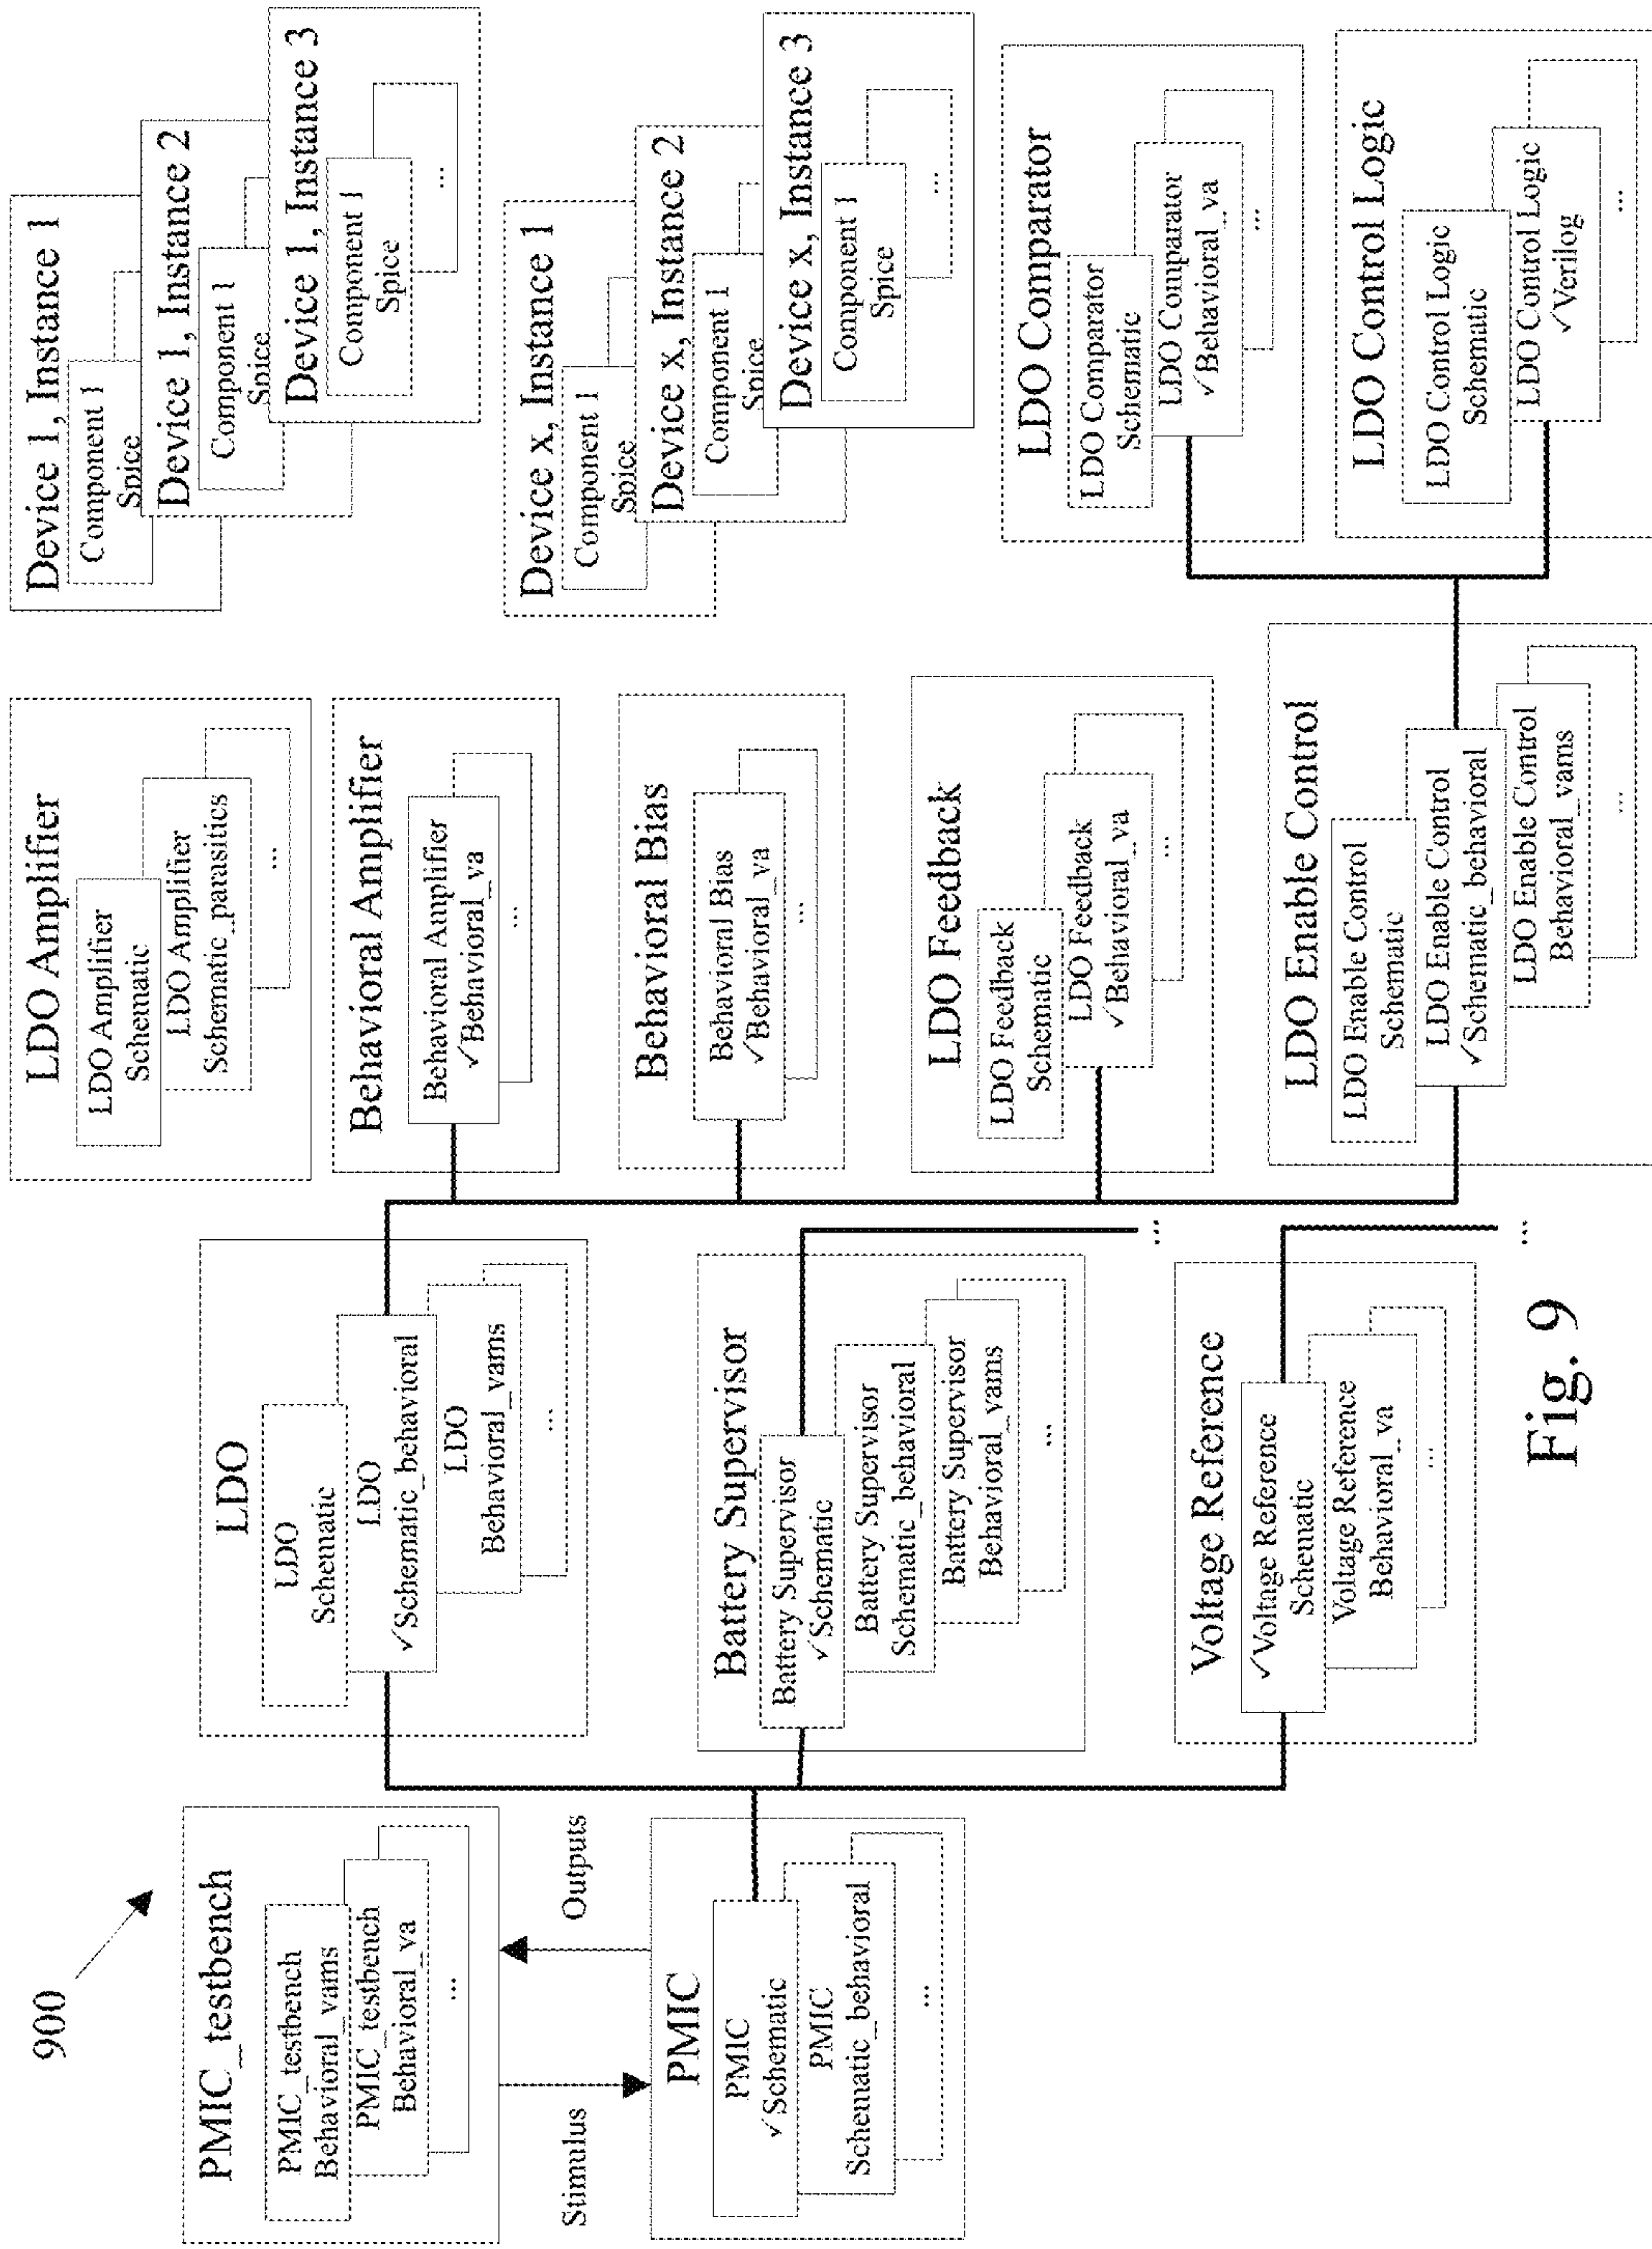 900
PMIC_testbench
PMIC_testbench
Behavioral_vams
PMIC_testbench
Behavioral_va
...
Stimulus
Outputs
PMIC
PMIC
✓Schematic
PMIC
Schematic_behavioral
...
LDO
LDO
Schematic
LDO
✓Schematic_behavioral
LDO
Behavioral_vams
...
Battery Supervisor
Battery Supervisor
✓Schematic
Battery Supervisor
Schematic_behavioral
Battery Supervisor
Behavioral_vams
...
...
Voltage Reference
✓Voltage Reference
Schematic
Voltage Reference
Behavioral_va
...
...
LDO Amplifier
LDO Amplifier
Schematic
LDO Amplifier
Schematic_parasitics
...
Behavioral Amplifier
Behavioral Amplifier
✓Behavioral_va
...
Behavioral Bias
Behavioral Bias
✓Behavioral_va
...
LDO Feedback
LDO Feedback
Schematic
LDO Feedback
✓Behavioral_va
...
LDO Enable Control
LDO Enable Control
Schematic
LDO Enable Control
✓Schematic_behavioral
LDO Enable Control
Behavioral_vams
...
Device 1, Instance 1
Component 1
Spice
Device 1, Instance 2
Component 1
Spice
Device 1, Instance 3
Component 1
Spice
...
Device x, Instance 1
Component 1
Spice
Device x, Instance 2
Component 1
Spice
Device x, Instance 3
Component 1
Spice
...
LDO Comparator
LDO Comparator
Schematic
LDO Comparator
✓Behavioral_va
...
LDO Control Logic
LDO Control Logic
Schematic
LDO Control Logic
✓Verilog
...
Fig. 9